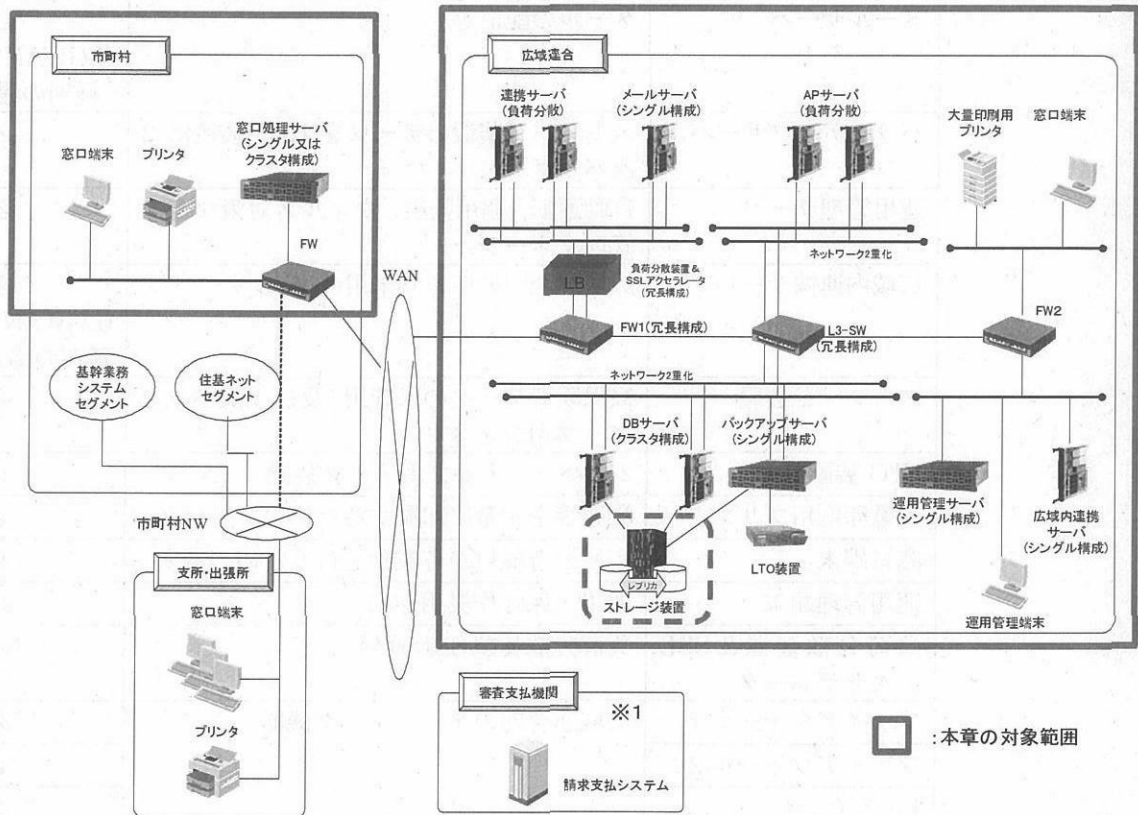 市町村
窓口端末
プリンタ
窓口処理サーバ
(シングル又は
クラスタ構成)
FW
WAN
基幹業務
システム
セグメント
住基ネット
セグメント
市町村NW
支所・出張所
窓口端末
プリンタ
広域連合
連携サーバ
(負荷分散)
メールサーバ
(シングル構成)
APサーバ
(負荷分散)
大量印刷用
プリンタ
窓口端末
ネットワーク2重化
LB
負荷分散装置&
SSLアクセラレータ
(冗長構成)
FW1(冗長構成)
L3-SW
(冗長構成)
FW2
ネットワーク2重化
DBサーバ
(クラスタ構成)
バックアップサーバ
(シングル構成)
運用管理サーバ
(シングル構成)
広域内連携
サーバ
(シングル構成)
レプリカ
ストレージ装置
LTO装置
運用管理端末
審査支払機関
※1
請求支払システム
:本章の対象範囲